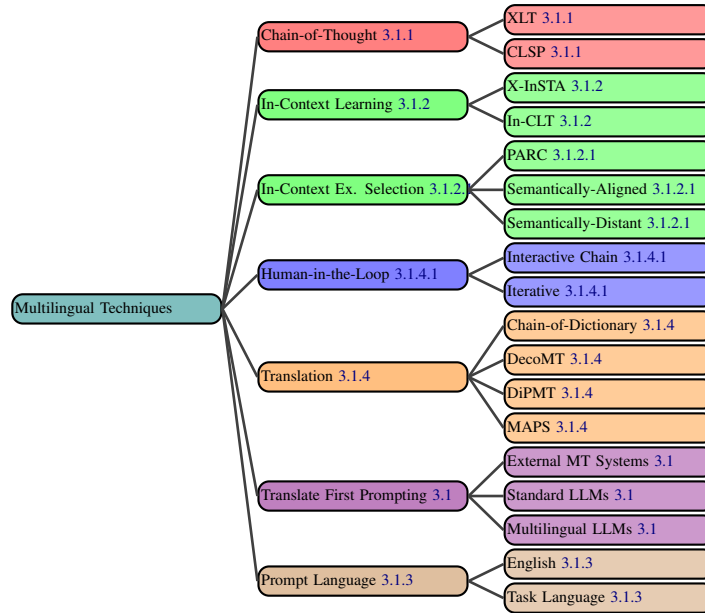 Multilingual Techniques
Chain-of-Thought 3.1.1
XLT 3.1.1
CLSP 3.1.1
In-Context Learning 3.1.2
X-InSTA 3.1.2
In-CLT 3.1.2
In-Context Ex. Selection 3.1.2.
PARC 3.1.2.1
Semantically-Aligned 3.1.2.1
Semantically-Distant 3.1.2.1
Human-in-the-Loop 3.1.4.1
Interactive Chain 3.1.4.1
Iterative 3.1.4.1
Translation 3.1.4
Chain-of-Dictionary 3.1.4
DecoMT 3.1.4
DiPMT 3.1.4
MAPS 3.1.4
Translate First Prompting 3.1
External MT Systems 3.1
Standard LLMs 3.1
Multilingual LLMs 3.1
Prompt Language 3.1.3
English 3.1.3
Task Language 3.1.3